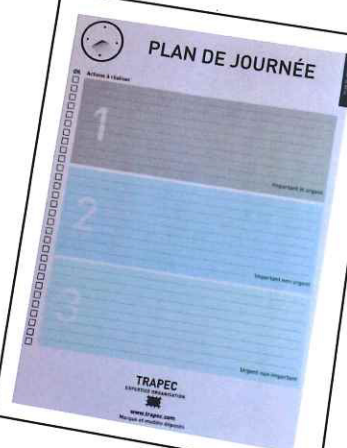 PLAN DE JOURNÉE
OK
Actions à réaliser
1
Important et urgent
2
Important non urgent
3
Urgent non important
TRAPEC
EXPERTISE ORGANISATION
www.trapec.com
Marque et modèle déposés